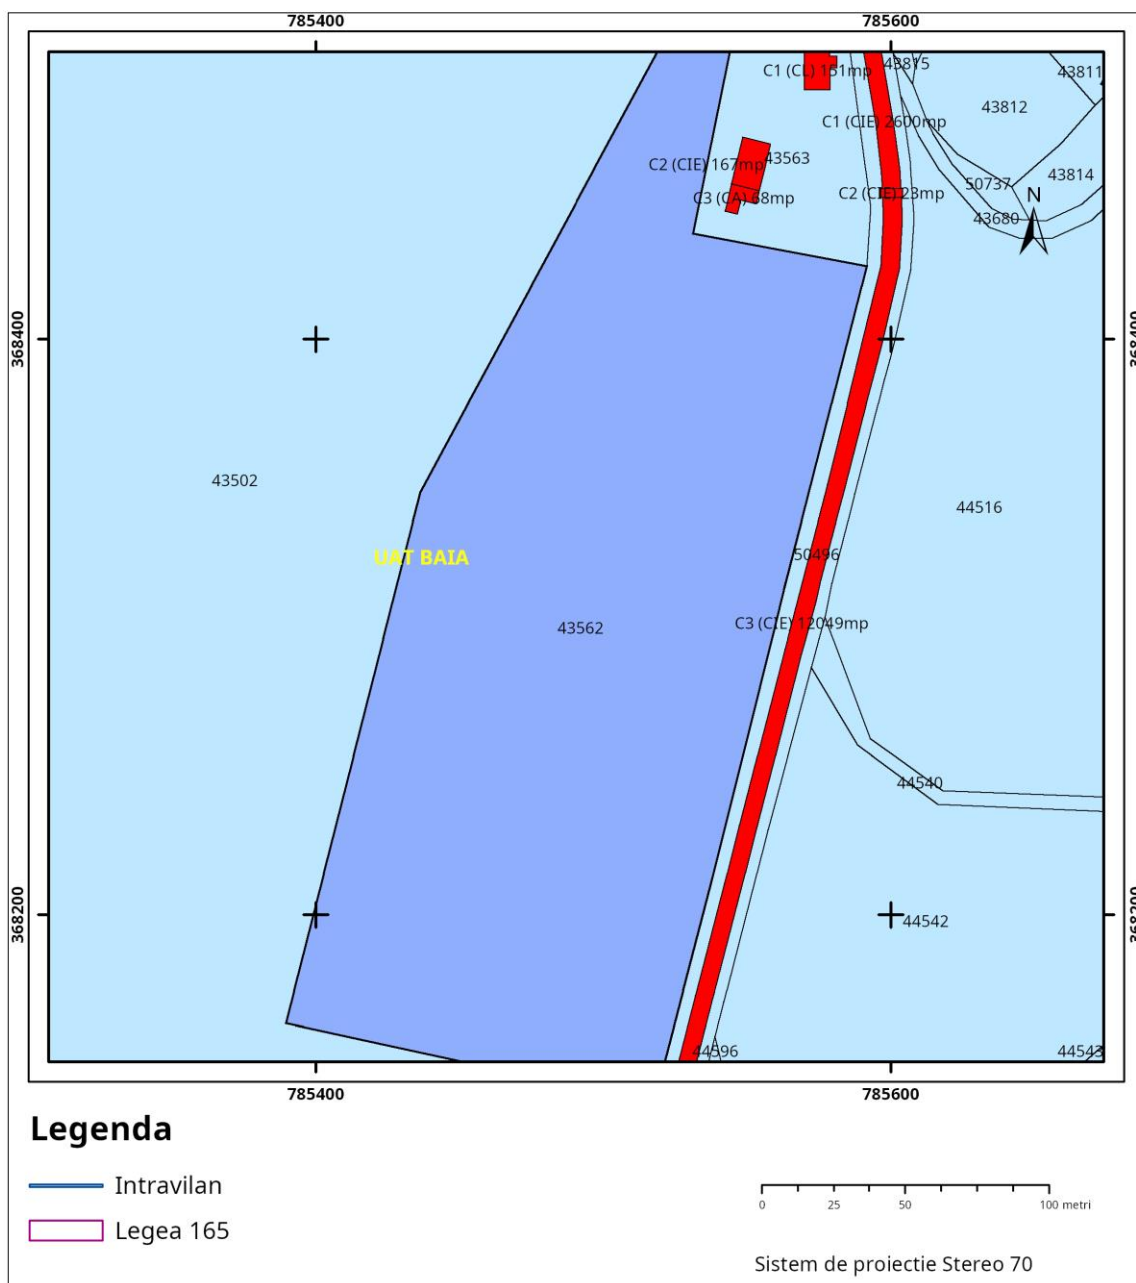 785400
785600
C1 (CL) 151mp
43815
43811
43812
C1 (CIE) 2600mp
43563
C2 (CIE) 167mp
43814
50737
C2 (CIE) 23mp
C3 (CA) 68mp
N
43680
368400
368400
43502
44516
UAT BAIA
50496
43562
C3 (CIE) 12049mp
44540
368200
368200
44542
44596
44543
785400
785600
Legenda
Intravilan
Legea 165
0 25 50 100 metri
Sistem de proiectie Stereo 70